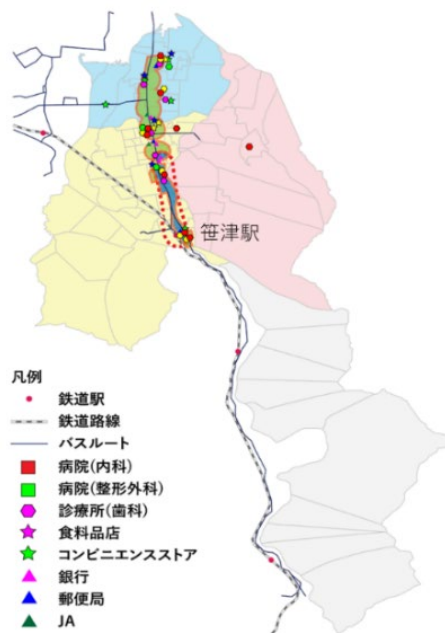 笹津駅
凡例
鉄道駅
鉄道路線
バスルート
病院(内科)
病院(整形外科)
診療所(歯科)
食料品店
コンビニエンスストア
銀行
郵便局
JA